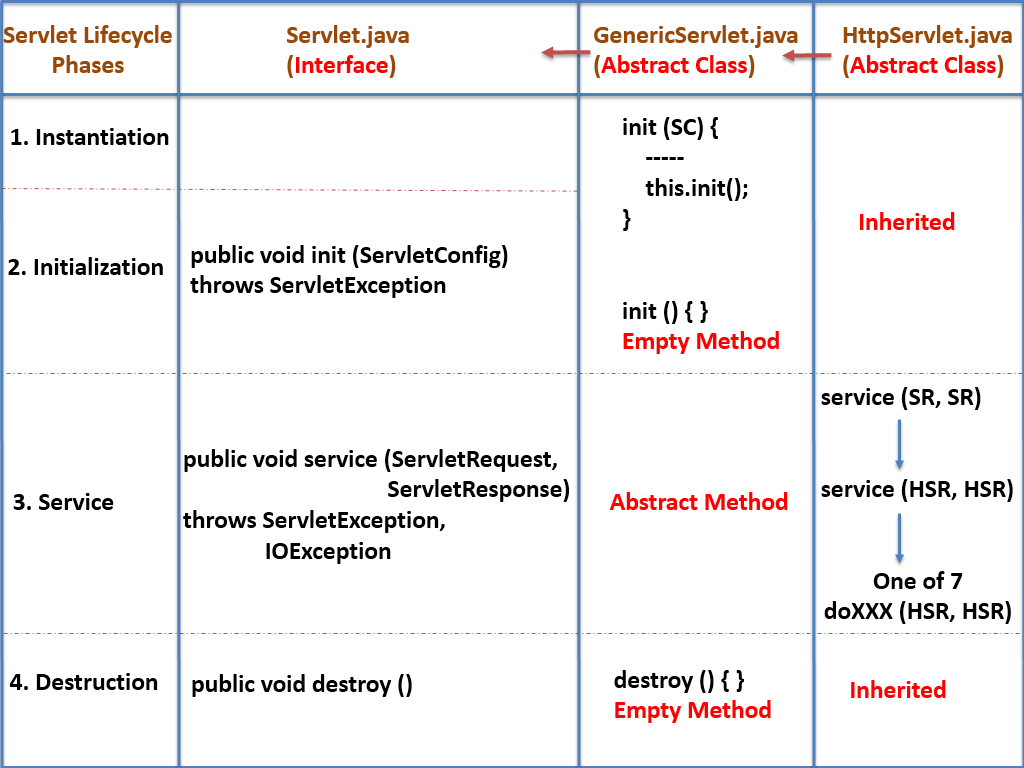 Servlet Lifecycle
Phases
Servlet.java
(Interface)
GenericServlet.java
(Abstract Class)
HttpServlet.java
(Abstract Class)
1. Instantiation
init (SC) {
-----
this.init();
}
Inherited
2. Initialization
public void init (ServletConfig)
throws ServletException
init () { }
Empty Method
3. Service
public void service (ServletRequest,
ServletResponse)
throws ServletException,
IOException
Abstract Method
service (SR, SR)
service (HSR, HSR)
One of 7
doXXX (HSR, HSR)
4. Destruction
public void destroy ()
destroy () { }
Empty Method
Inherited